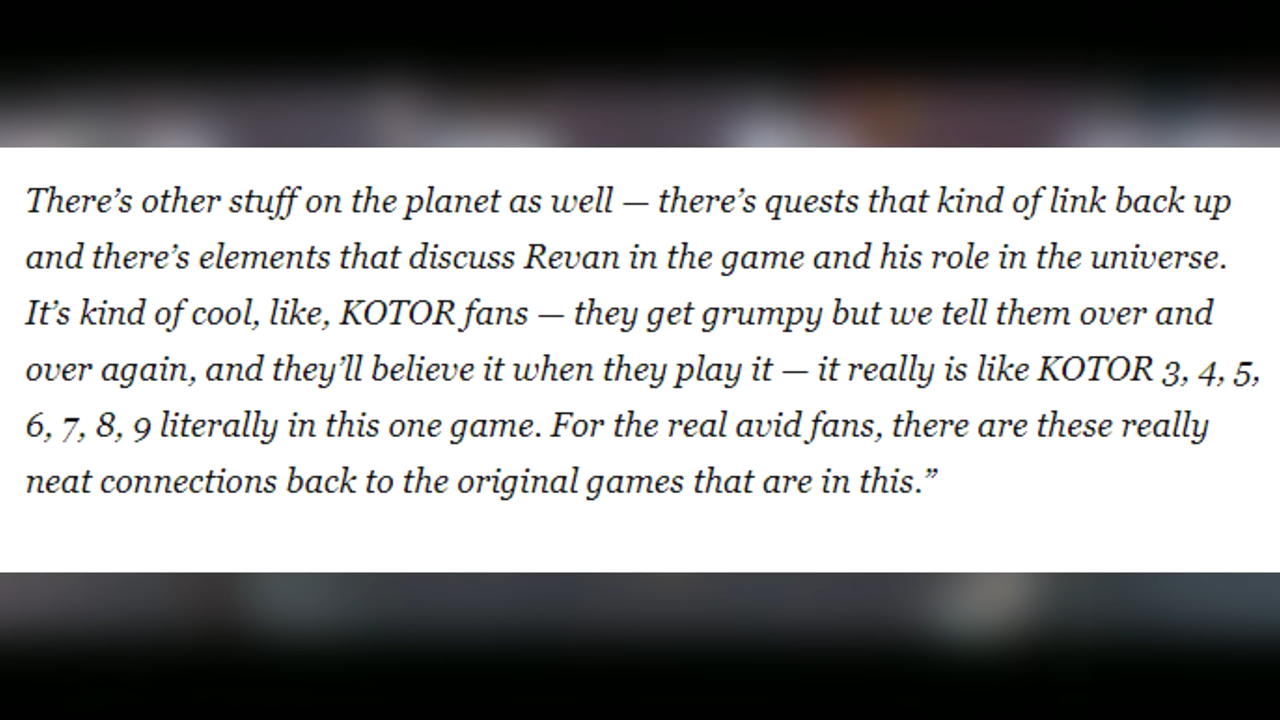 There’s other stuff on the planet as well — there’s quests that kind of link back up
and there’s elements that discuss Revan in the game and his role in the universe.
It’s kind of cool, like, KOTOR fans — they get grumpy but we tell them over and
over again, and they’ll believe it when they play it — it really is like KOTOR 3, 4, 5,
6, 7, 8, 9 literally in this one game. For the real avid fans, there are these really
neat connections back to the original games that are in this.”